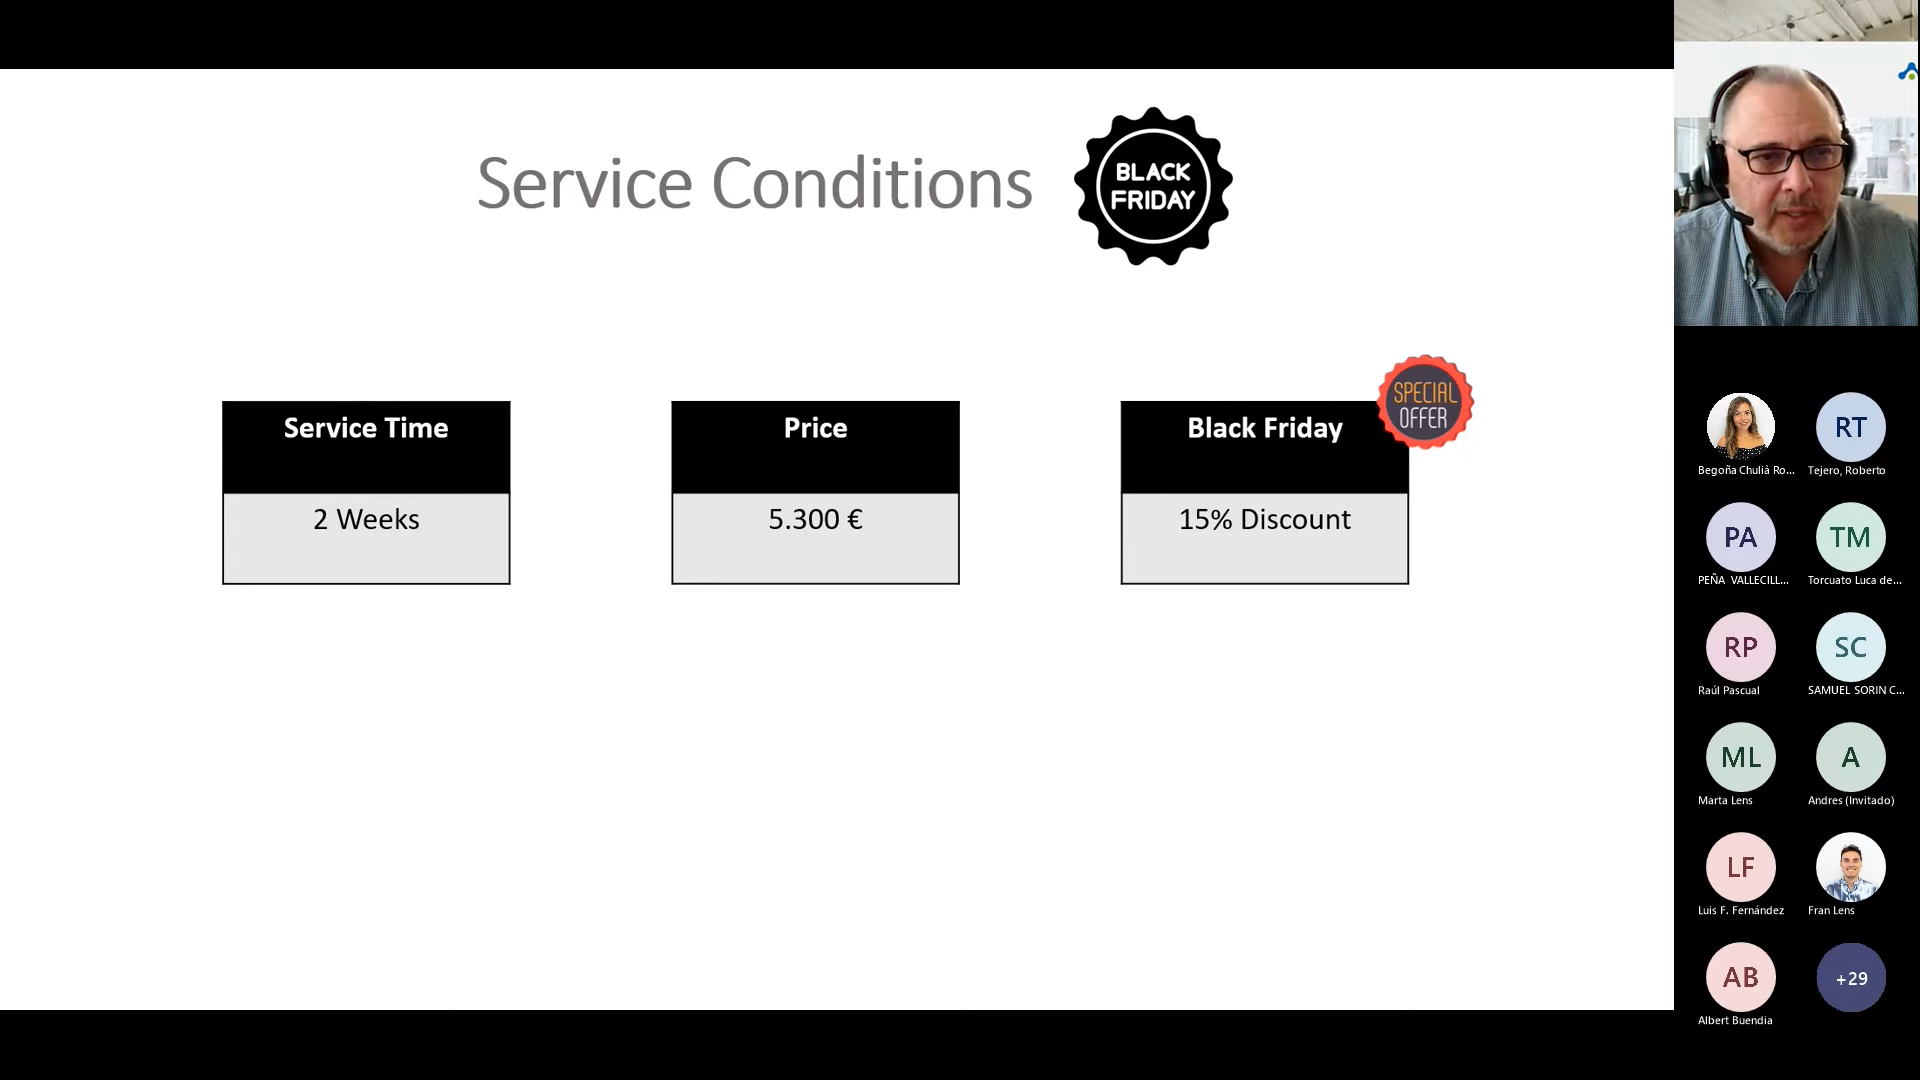 Service Conditions
BLACK
FRIDAY
SPECIAL
OFFER
Service Time
2 Weeks
Price
5.300 €
Black Friday
15% Discount
Begoña Chulià Ro...
RT
Tejero, Roberto
PA
PEÑA VALLECILL...
TM
Torcuato Luca de...
RP
Raúl Pascual
SC
SAMUEL SORIN C...
ML
Marta Lens
A
Andres (Invitado)
LF
Luis F. Fernández
Fran Lens
AB
Albert Buendia
+29